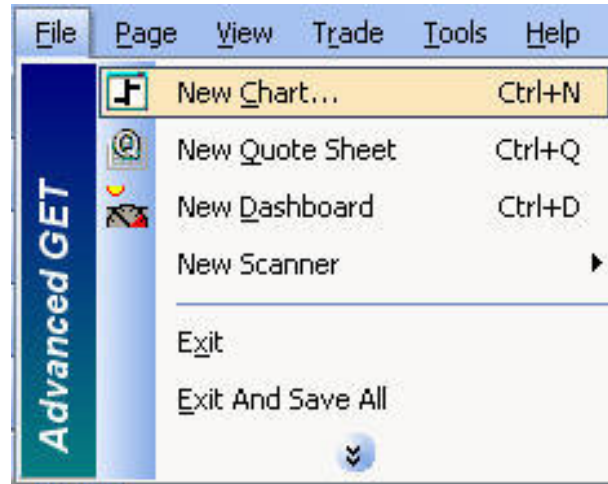 File Page View Trade Tools Help
New Chart... Ctrl+N
New Quote Sheet Ctrl+Q
New Dashboard Ctrl+D
New Scanner
Exit
Exit And Save All
Advanced GET